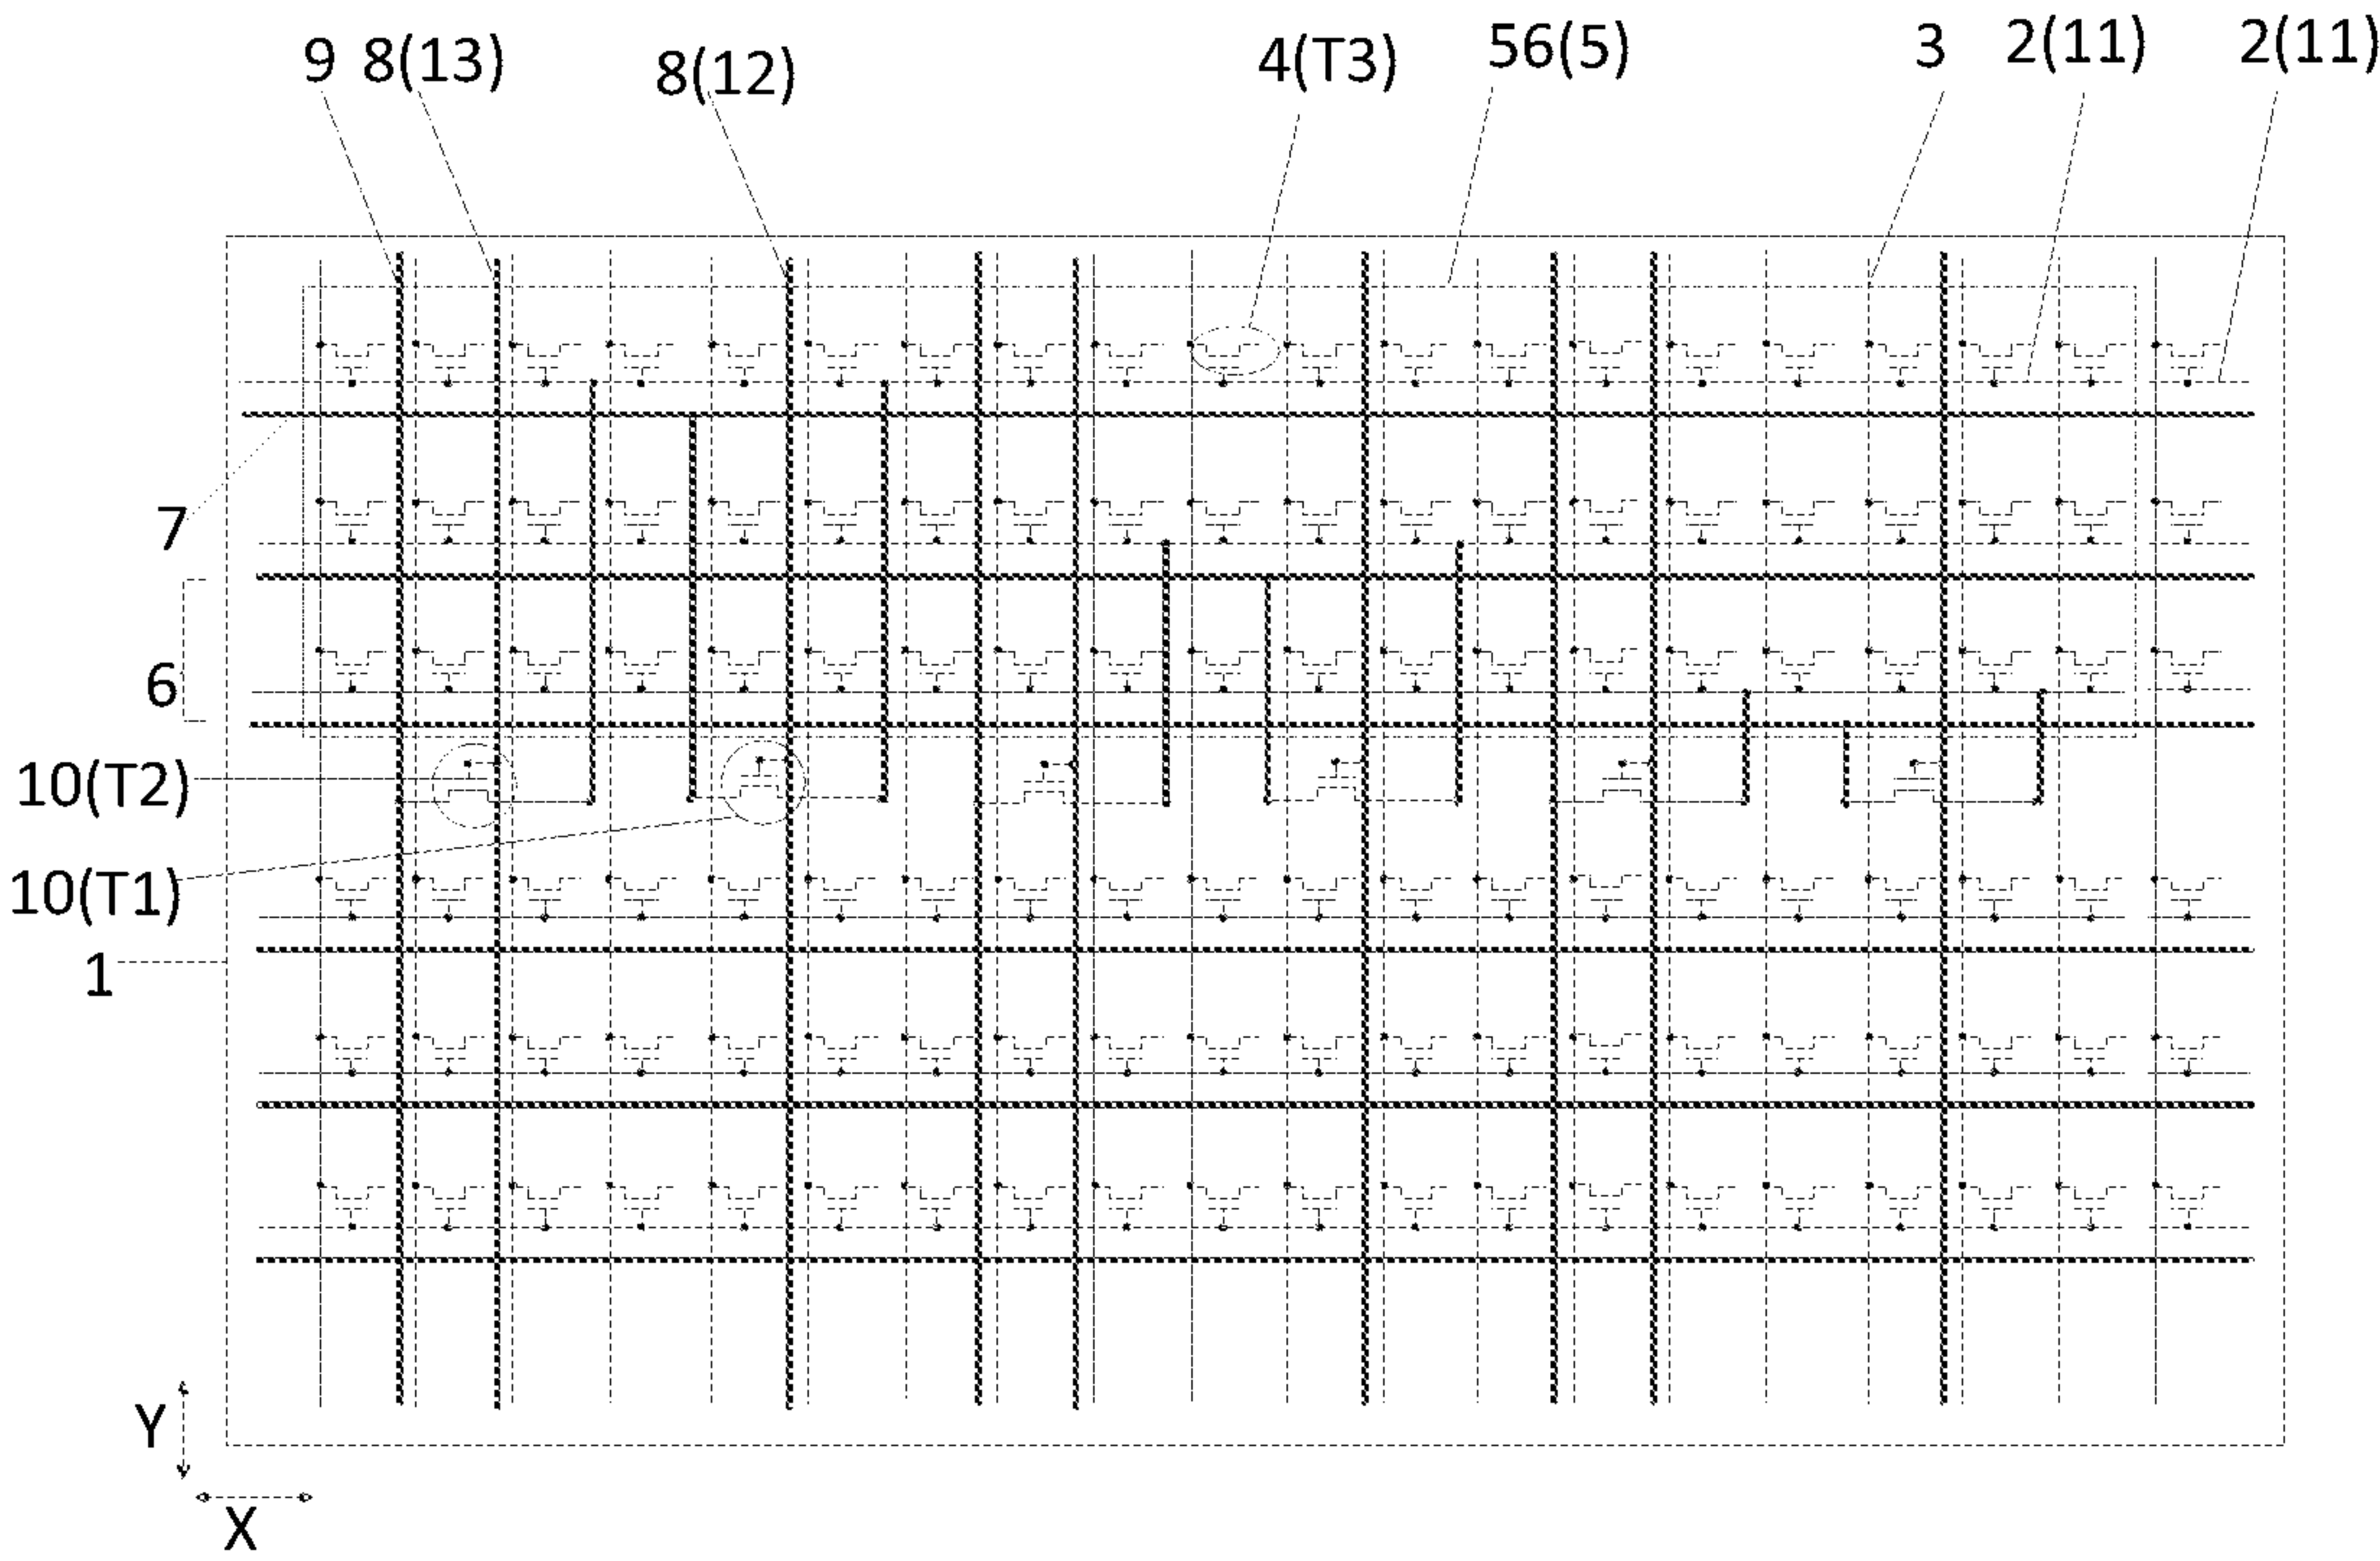 9 8(13) 8(12) 4(T3) 56(5) 3 2(11) 2(11)
7
6
10(T2)
10(T1)
1
Y
X